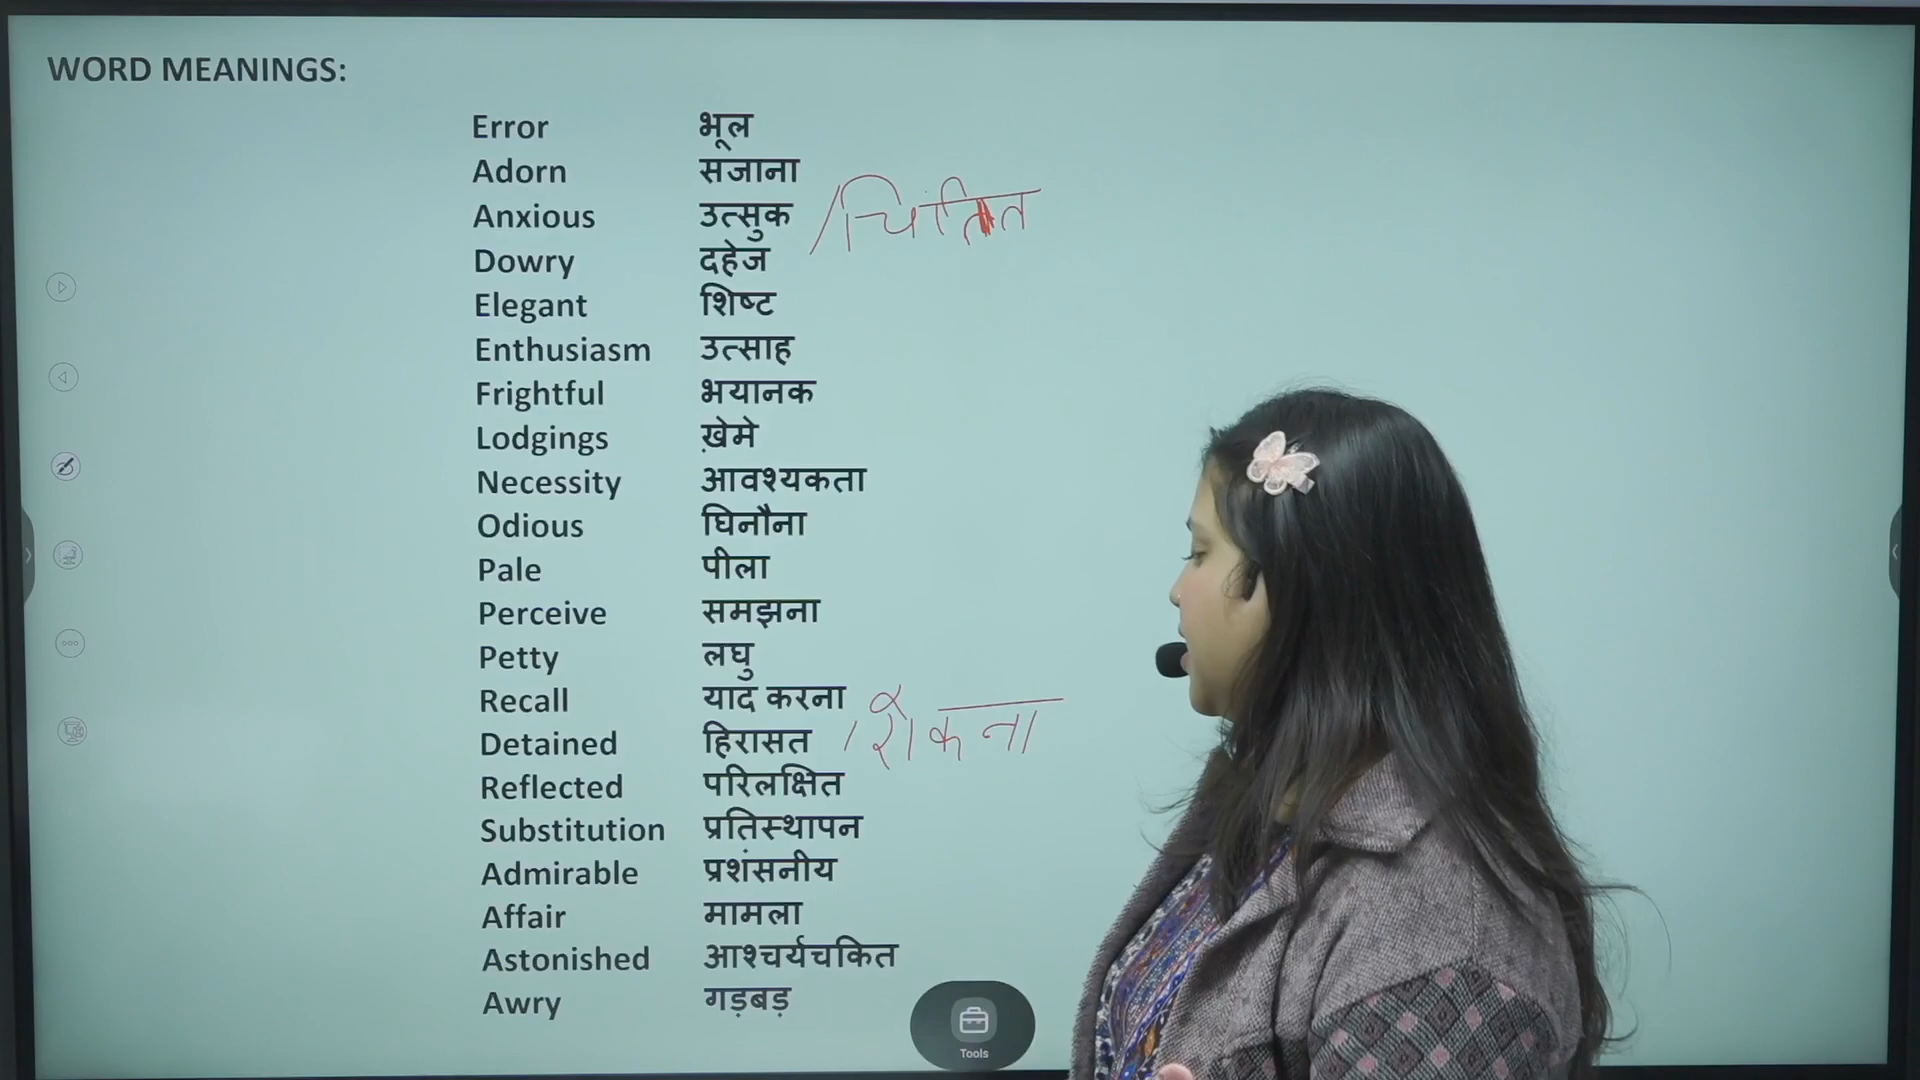 WORD MEANINGS:
Error भूल
Adorn सजाना
Anxious उत्सुक / चिंतित
Dowry दहेज
Elegant शिष्ट
Enthusiasm उत्साह
Frightful भयानक
Lodgings ख़ेमे
Necessity आवश्यकता
Odious घिनौना
Pale पीला
Perceive समझना
Petty लघु
Recall याद करना
Detained हिरासत / रोकना
Reflected परिलक्षित
Substitution प्रतिस्थापन
Admirable प्रशंसनीय
Affair मामला
Astonished आश्चर्यचकित
Awry गड़बड़
Tools